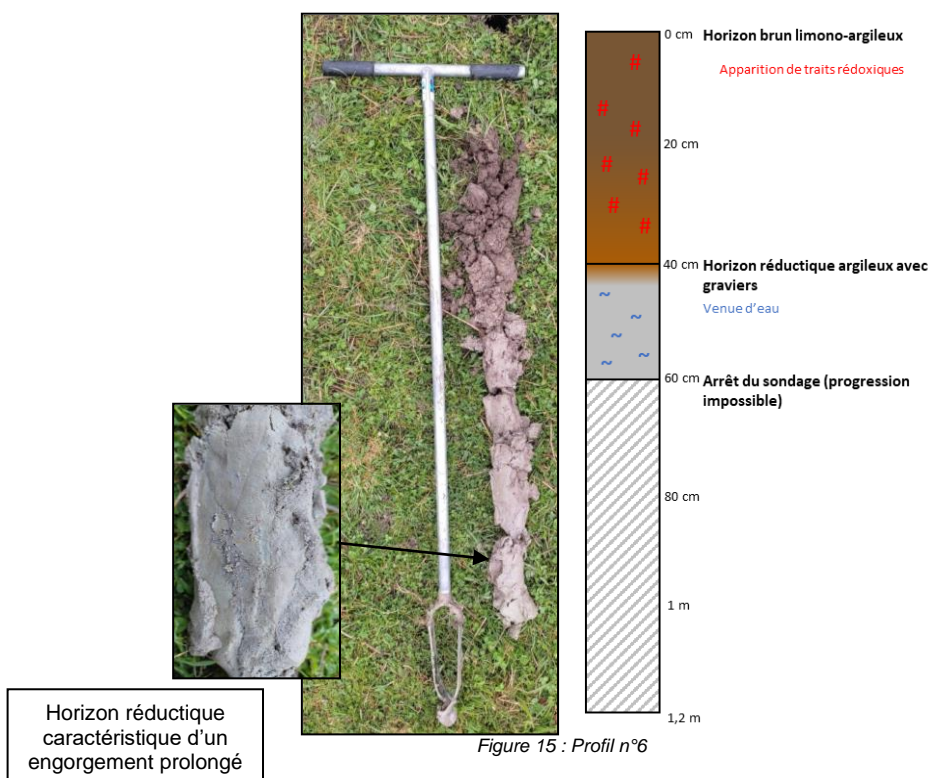 0 cm Horizon brun limono-argileux
Apparition de traits rédoxiques
#
#
#
#
#
#
#
20 cm
40 cm Horizon réductique argileux avec
graviers
Venue d'eau
~
~
~
~
~
60 cm Arrêt du sondage (progression
impossible)
80 cm
1 m
1,2 m
Horizon réductique
caractéristique d'un
engorgement prolongé
Figure 15 : Profil n°6